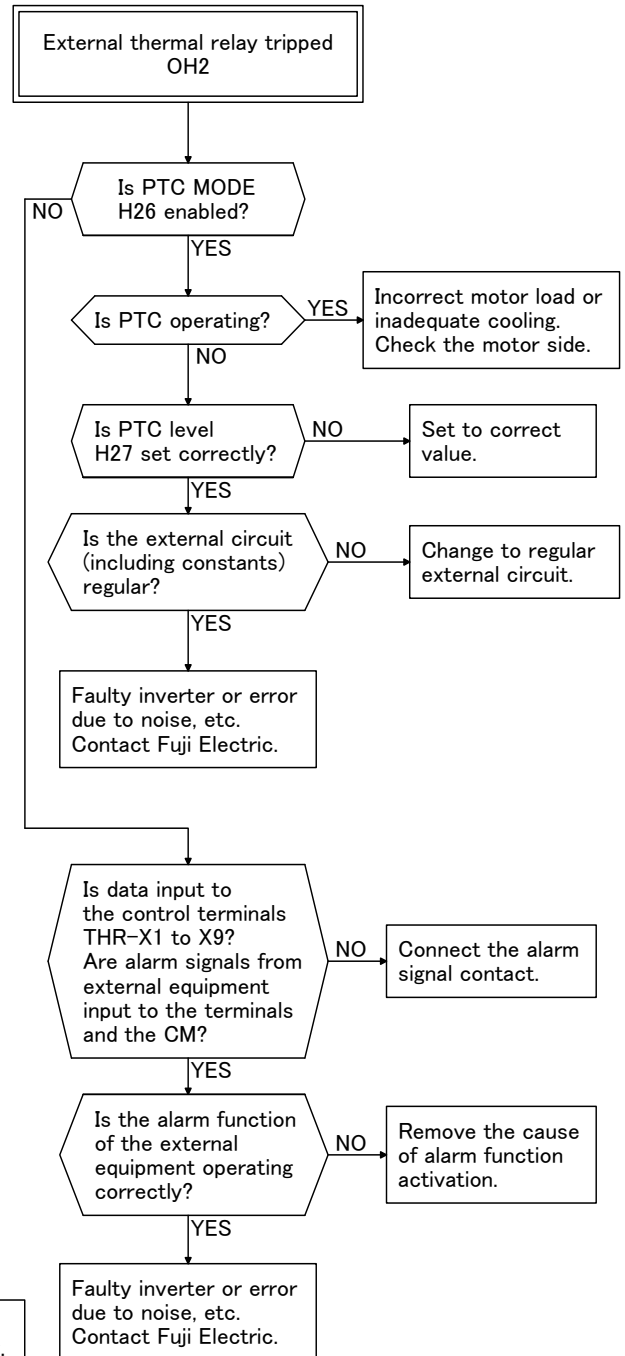 External thermal relay tripped
OH2
Is PTC MODE
H26 enabled?
NO
YES
Is PTC operating?
YES
Incorrect motor load or
inadequate cooling.
Check the motor side.
NO
Is PTC level
H27 set correctly?
NO
Set to correct
value.
YES
Is the external circuit
(including constants)
regular?
NO
Change to regular
external circuit.
YES
Faulty inverter or error
due to noise, etc.
Contact Fuji Electric.
Is data input to
the control terminals
THR-X1 to X9?
Are alarm signals from
external equipment
input to the terminals
and the CM?
NO
Connect the alarm
signal contact.
YES
Is the alarm function
of the external
equipment operating
correctly?
NO
Remove the cause
of alarm function
activation.
YES
Faulty inverter or error
due to noise, etc.
Contact Fuji Electric.